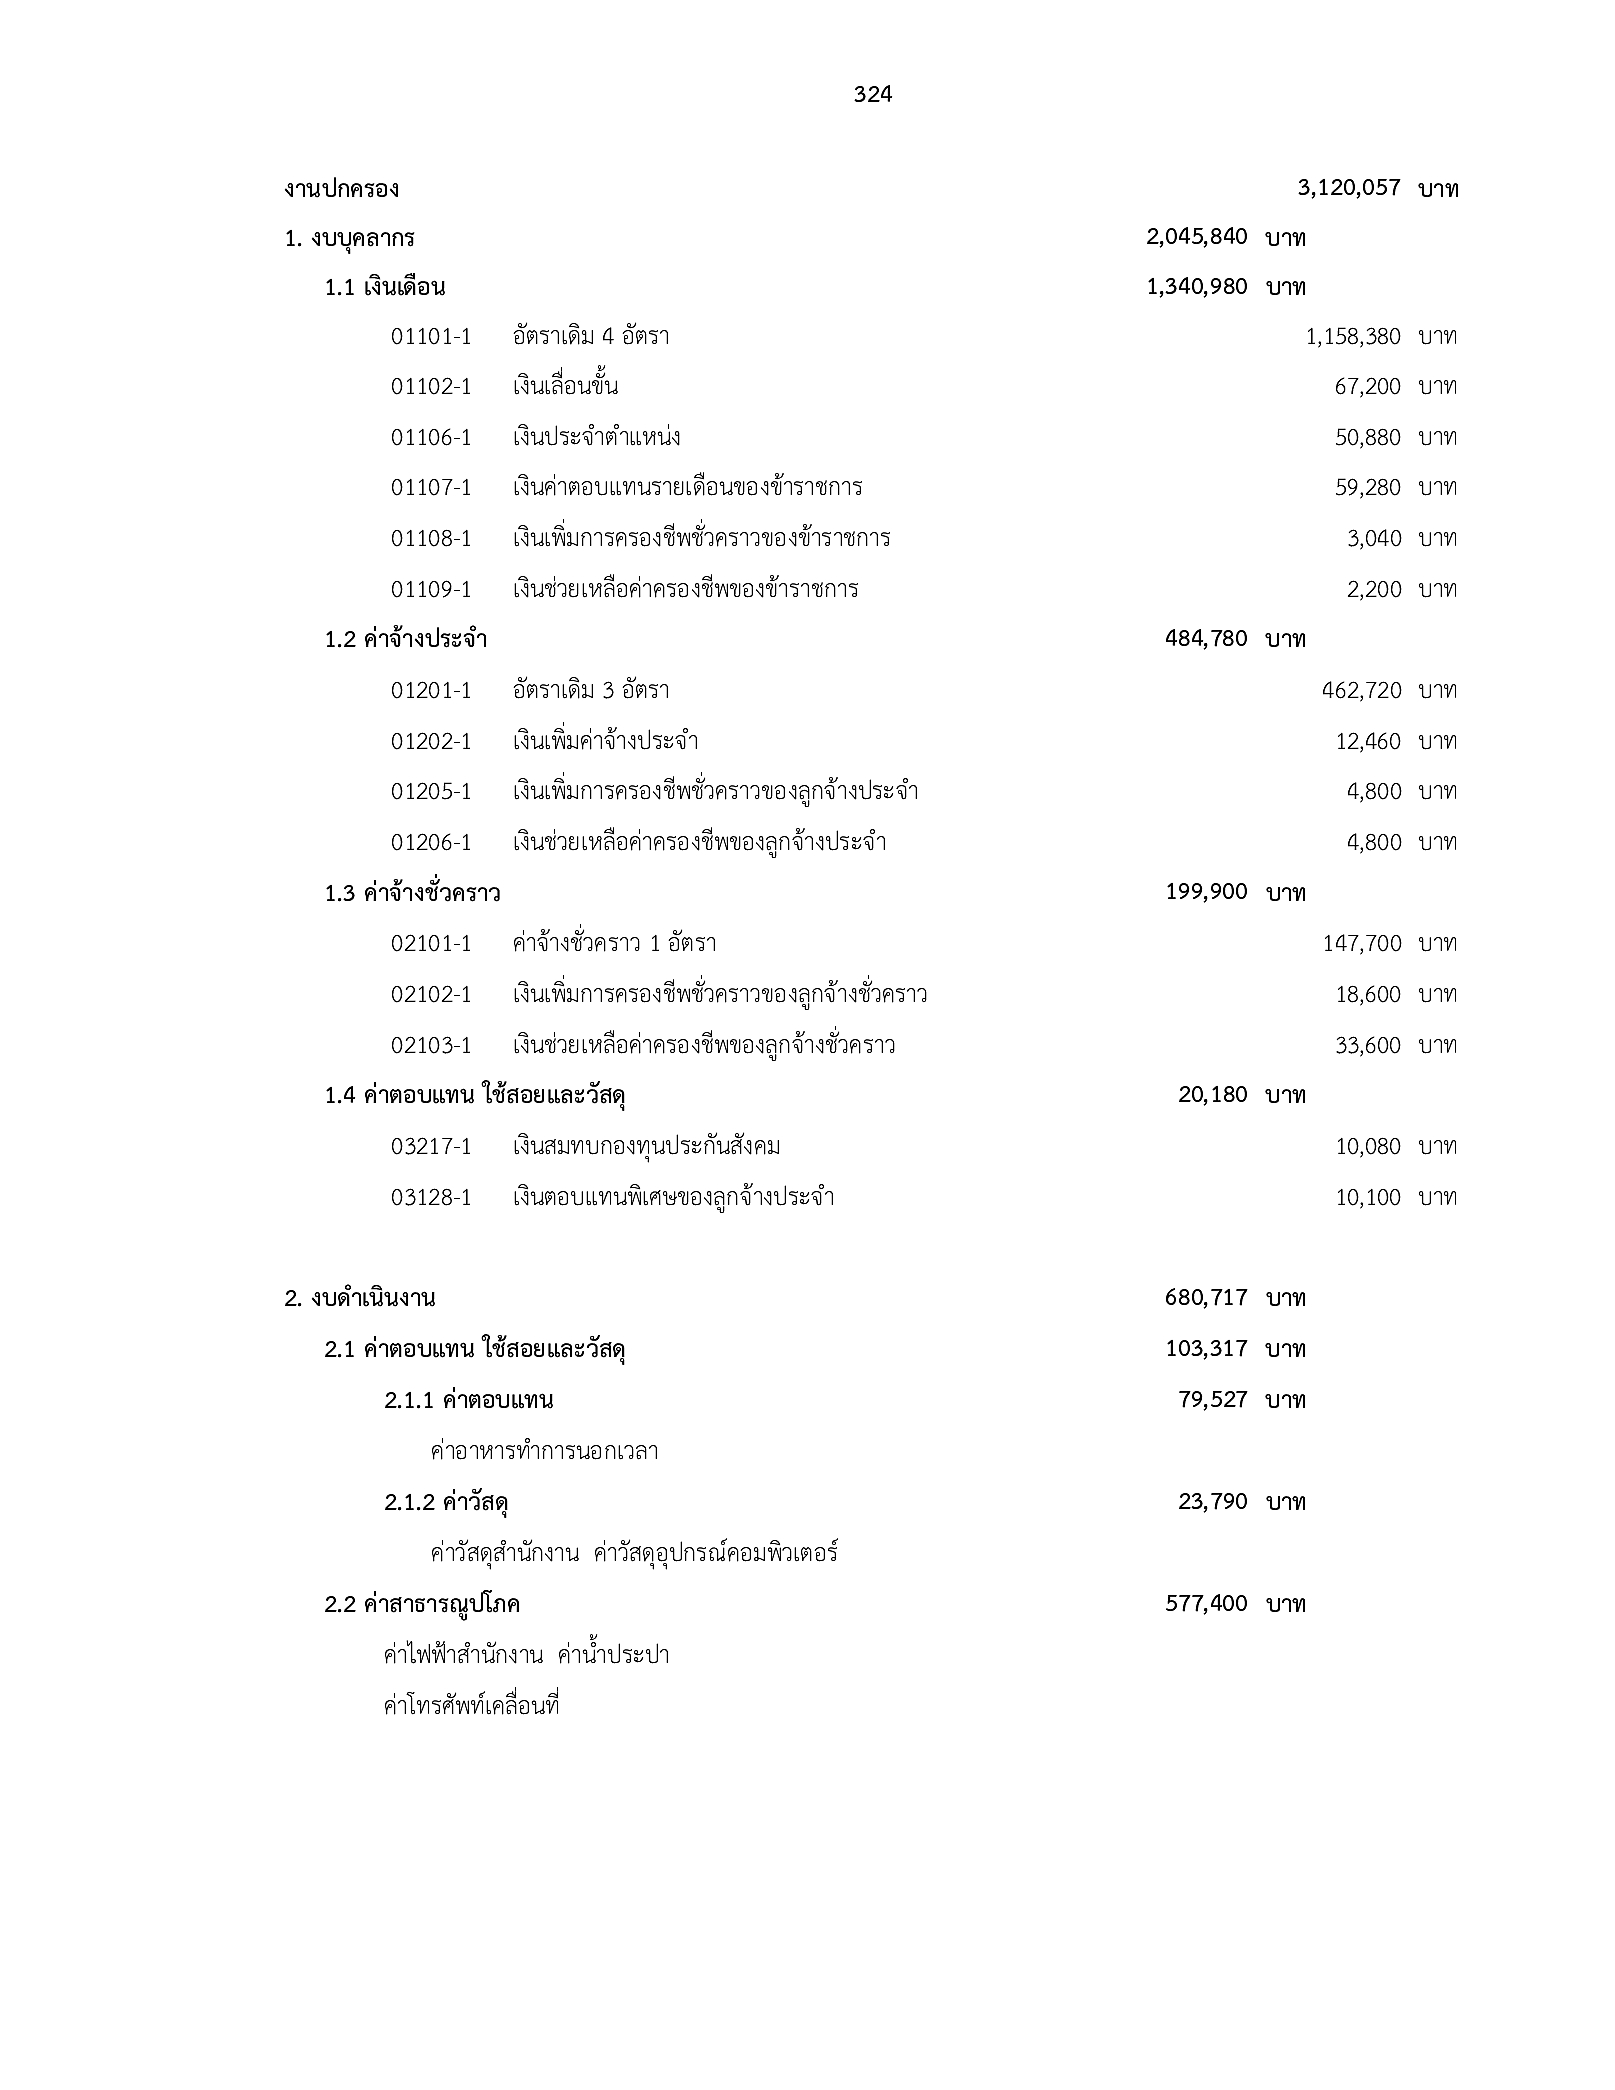 324
งานปกครอง 3,120,057 บาท
1. งบบุคลากร 2,045,840 บาท
1.1 เงินเดือน 1,340,980 บาท
01101-1 อัตราเดิม 4 อัตรา 1,158,380 บาท
01102-1 เงินเลื่อนขั้น 67,200 บาท
01106-1 เงินประจำตำแหน่ง 50,880 บาท
01107-1 เงินค่าตอบแทนรายเดือนของข้าราชการ 59,280 บาท
01108-1 เงินเพิ่มการครองชีพชั่วคราวของข้าราชการ 3,040 บาท
01109-1 เงินช่วยเหลือค่าครองชีพของข้าราชการ 2,200 บาท
1.2 ค่าจ้างประจำ 484,780 บาท
01201-1 อัตราเดิม 3 อัตรา 462,720 บาท
01202-1 เงินเพิ่มค่าจ้างประจำ 12,460 บาท
01205-1 เงินเพิ่มการครองชีพชั่วคราวของลูกจ้างประจำ 4,800 บาท
01206-1 เงินช่วยเหลือค่าครองชีพของลูกจ้างประจำ 4,800 บาท
1.3 ค่าจ้างชั่วคราว 199,900 บาท
02101-1 ค่าจ้างชั่วคราว 1 อัตรา 147,700 บาท
02102-1 เงินเพิ่มการครองชีพชั่วคราวของลูกจ้างชั่วคราว 18,600 บาท
02103-1 เงินช่วยเหลือค่าครองชีพของลูกจ้างชั่วคราว 33,600 บาท
1.4 ค่าตอบแทน ใช้สอยและวัสดุ 20,180 บาท
03217-1 เงินสมทบกองทุนประกันสังคม 10,080 บาท
03128-1 เงินตอบแทนพิเศษของลูกจ้างประจำ 10,100 บาท
2. งบดำเนินงาน 680,717 บาท
2.1 ค่าตอบแทน ใช้สอยและวัสดุ 103,317 บาท
2.1.1 ค่าตอบแทน 79,527 บาท
ค่าอาหารทำการนอกเวลา
2.1.2 ค่าวัสดุ 23,790 บาท
ค่าวัสดุสำนักงาน ค่าวัสดุอุปกรณ์คอมพิวเตอร์
2.2 ค่าสาธารณูปโภค 577,400 บาท
ค่าไฟฟ้าสำนักงาน ค่าน้ำประปา
ค่าโทรศัพท์เคลื่อนที่